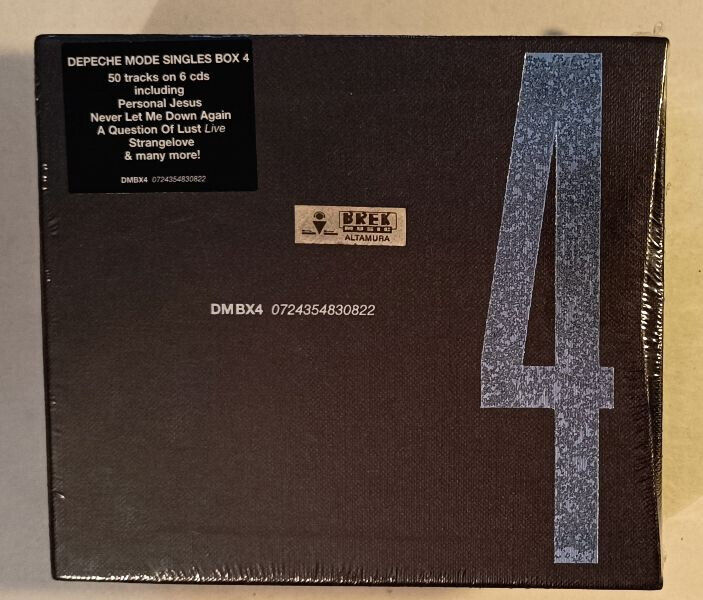 DEPECHE MODE SINGLES BOX 4
50 tracks on 6 cds
including
Personal Jesus
Never Let Me Down Again
A Question Of Lust Live
Strangelove
& many more!
DMBX4 0724354830822
BREK
MUSIC
ALTAMURA
DMBX4 0724354830822
4